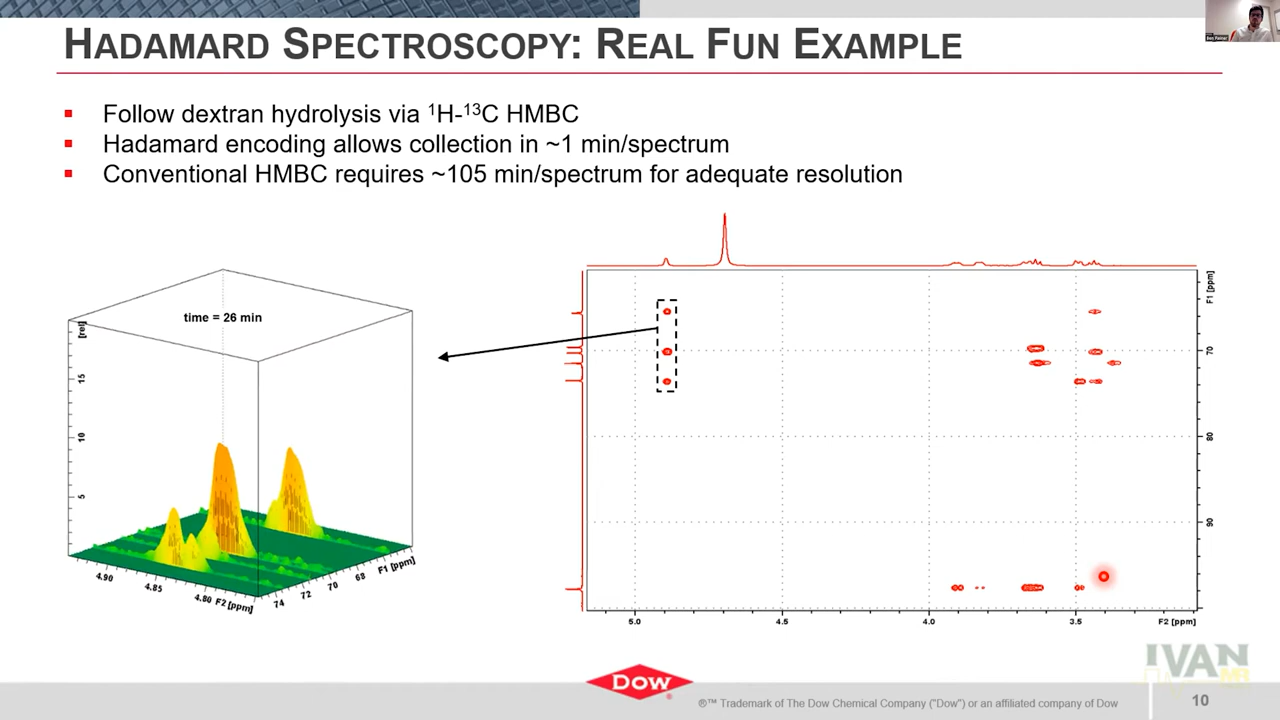 HADAMARD SPECTROSCOPY: REAL FUN EXAMPLE
Ben Palmer
▪ Follow dextran hydrolysis via ¹H-¹³C HMBC
▪ Hadamard encoding allows collection in ~1 min/spectrum
▪ Conventional HMBC requires ~105 min/spectrum for adequate resolution
time = 26 min
[rel]
15
10
5
4.90
4.85
4.80
F2 [ppm]
74
72
70
68
F1 [ppm]
F1 [ppm]
70
80
90
5.0
4.5
4.0
3.5
F2 [ppm]
IVAN
MR
Dow
®™ Trademark of The Dow Chemical Company ("Dow") or an affiliated company of Dow
10